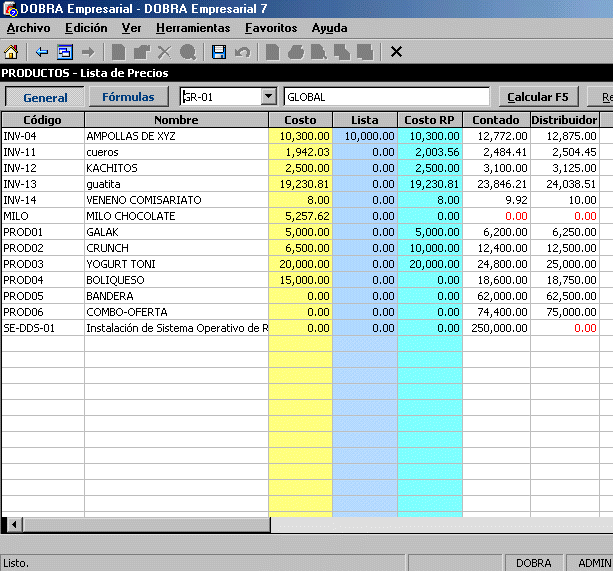 DOBRA Empresarial - DOBRA Empresarial 7
Archivo Edición Ver Herramientas Favoritos Ayuda
PRODUCTOS - Lista de Precios
General Fórmulas GR-01 GLOBAL Calcular F5 Re
Código Nombre Costo Lista Costo RP Contado Distribuidor
INV-04 AMPOLLAS DE XYZ 10,300.00 10,000.00 10,300.00 12,772.00 12,875.00
INV-11 cueros 1,942.03 0.00 2,003.56 2,484.41 2,504.45
INV-12 KACHITOS 2,500.00 0.00 2,500.00 3,100.00 3,125.00
INV-13 guatita 19,230.81 0.00 19,230.81 23,846.21 24,038.51
INV-14 VENENO COMISARIATO 8.00 0.00 8.00 9.92 10.00
MILO MILO CHOCOLATE 5,257.62 0.00 0.00 0.00 0.00
PROD01 GALAK 5,000.00 0.00 5,000.00 6,200.00 6,250.00
PROD02 CRUNCH 6,500.00 0.00 10,000.00 12,400.00 12,500.00
PROD03 YOGURT TONI 20,000.00 0.00 20,000.00 24,800.00 25,000.00
PROD04 BOLIQUESO 15,000.00 0.00 0.00 18,600.00 18,750.00
PROD05 BANDERA 0.00 0.00 0.00 62,000.00 62,500.00
PROD06 COMBO-OFERTA 0.00 0.00 0.00 74,400.00 75,000.00
SE-DDS-01 Instalación de Sistema Operativo de R 0.00 0.00 0.00 250,000.00 0.00
Listo. DOBRA ADMIN